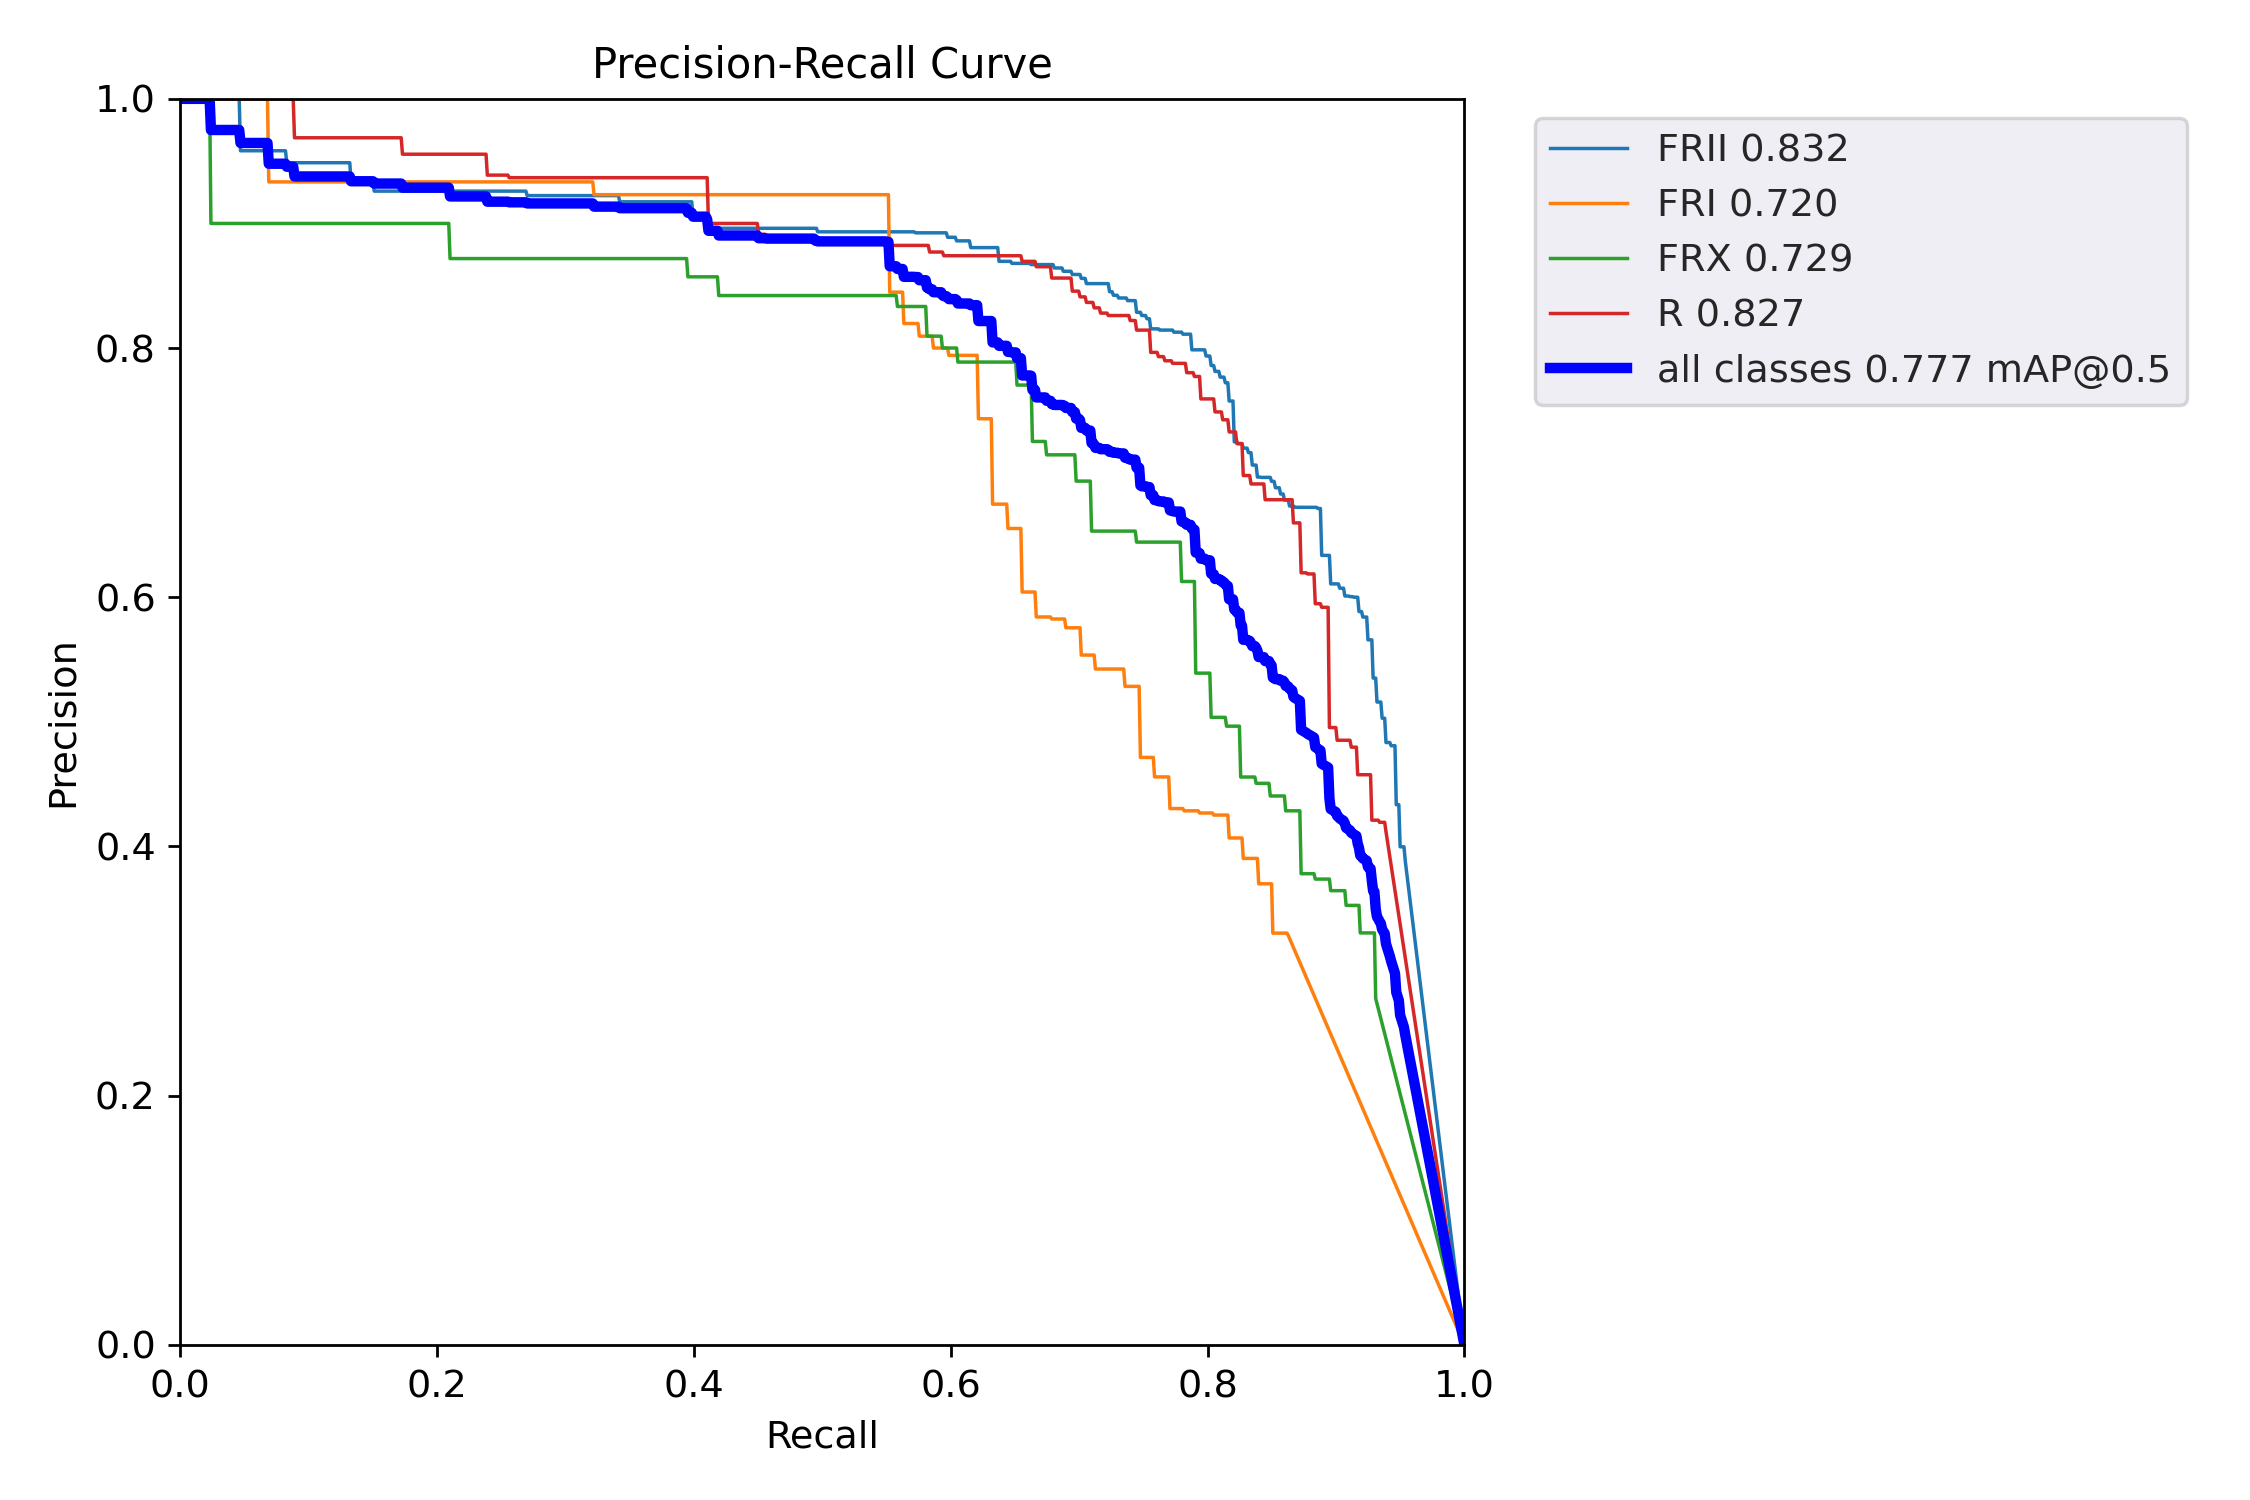 Precision-Recall Curve
1.0
0.8
0.6
0.4
0.2
0.0
Precision
0.0 0.2 0.4 0.6 0.8 1.0
Recall
FRII 0.832
FRI 0.720
FRX 0.729
R 0.827
all classes 0.777 mAP@0.5